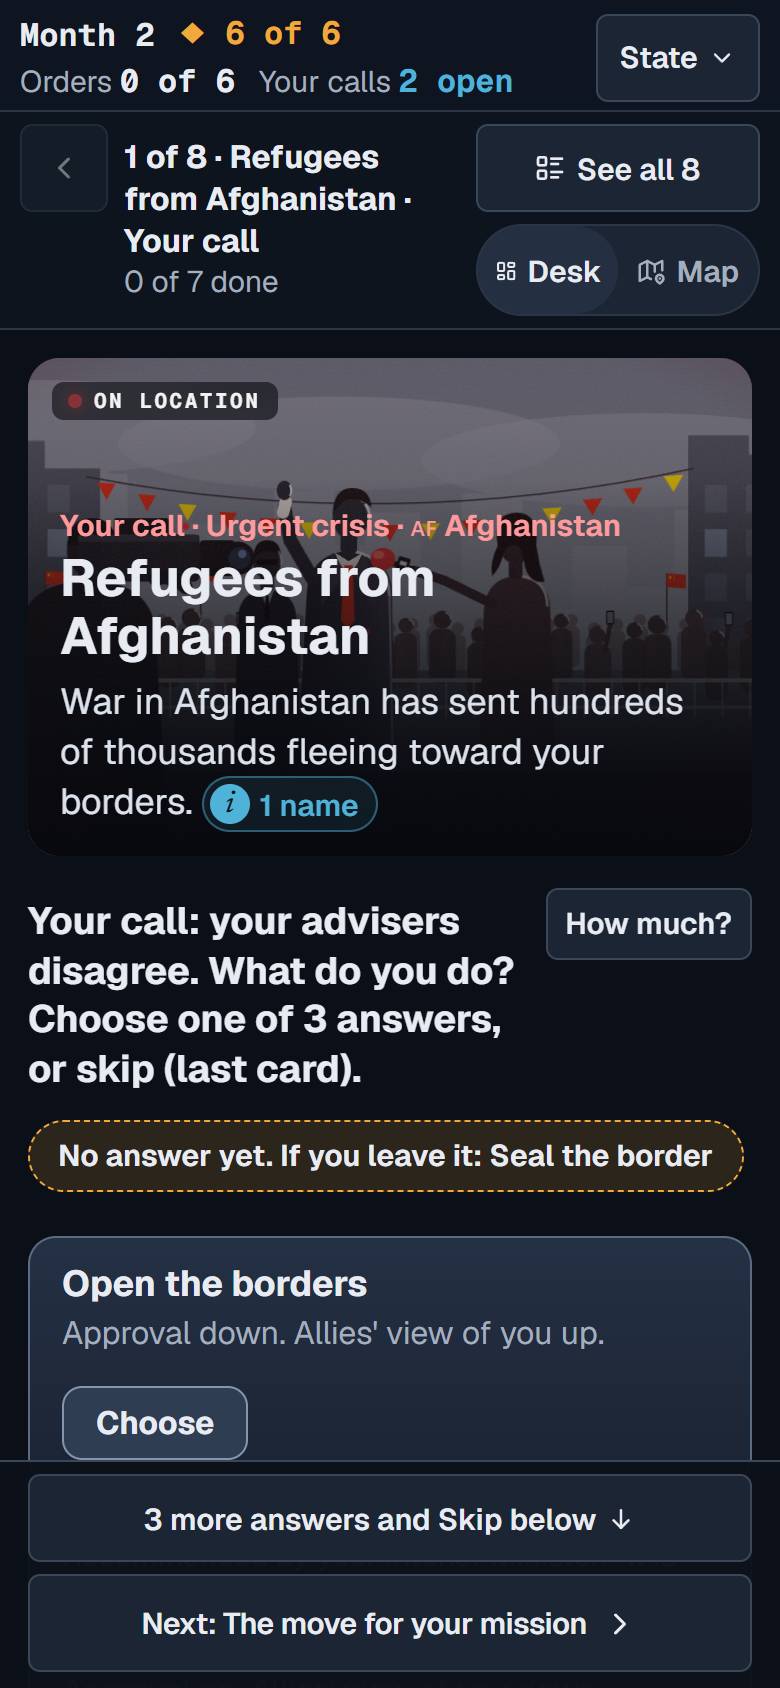 Month 2 ◆ 6 of 6
Orders 0 of 6 Your calls 2 open
State
1 of 8 · Refugees
from Afghanistan ·
Your call
0 of 7 done
See all 8
Desk
Map
ON LOCATION
Your call · Urgent crisis · AF Afghanistan
Refugees from
Afghanistan
War in Afghanistan has sent hundreds
of thousands fleeing toward your
borders. i 1 name
Your call: your advisers
disagree. What do you do?
Choose one of 3 answers,
or skip (last card).
How much?
No answer yet. If you leave it: Seal the border
Open the borders
Approval down. Allies' view of you up.
Choose
3 more answers and Skip below ↓
Next: The move for your mission